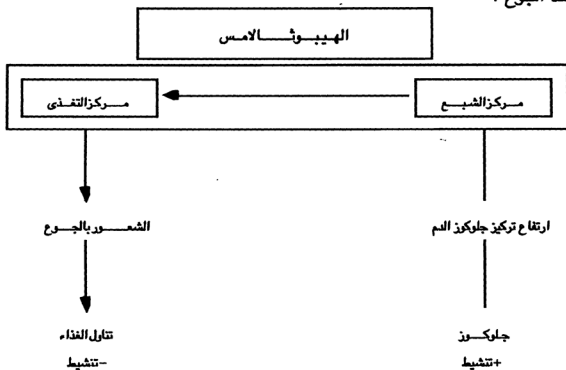 الهيبوثالامس
مركز الشبع
مركز التغذى
ارتفاع تركيز جلوكوز الدم
الشعور بالجوع
جلوكوز
تناول الغذاء
+تنشيط
-تنشيط